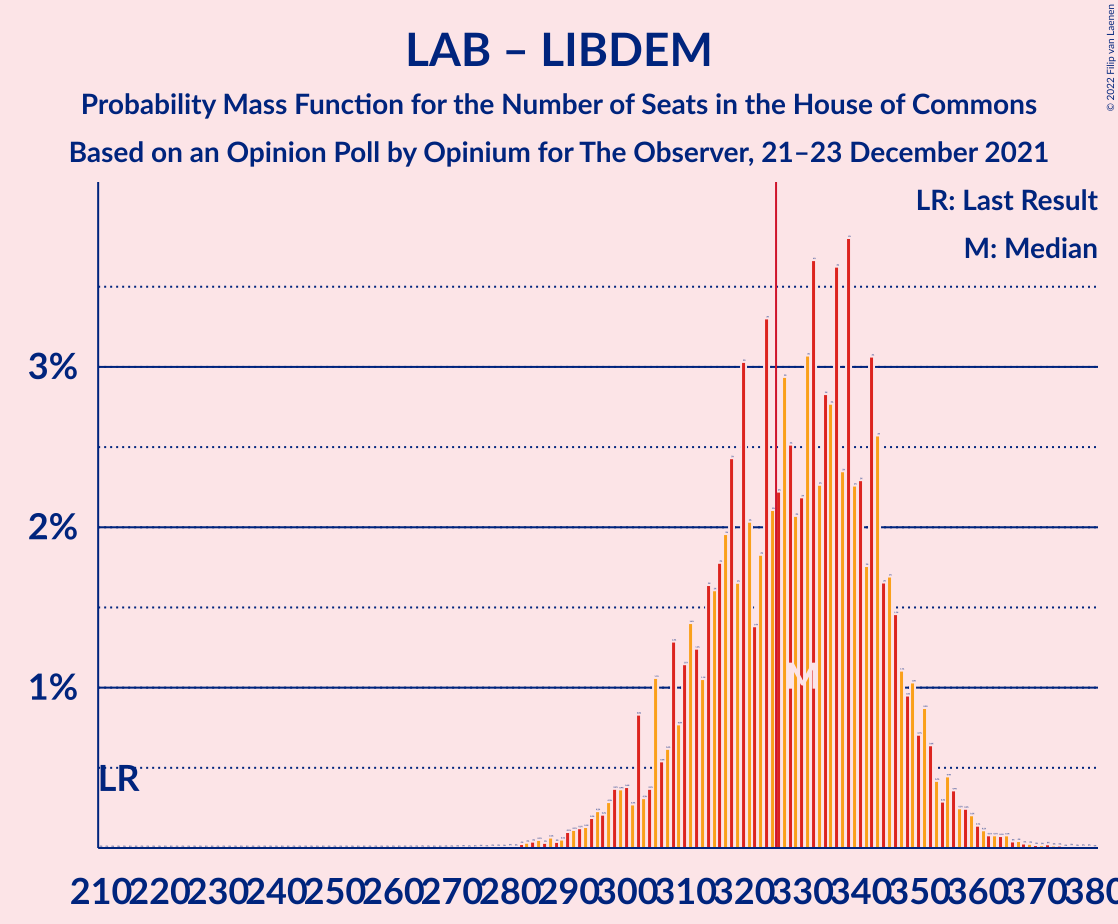 LAB – LIBDEM
Probability Mass Function for the Number of Seats in the House of Commons
Based on an Opinion Poll by Opinium for The Observer, 21–23 December 2021
© 2022 Filip van Laenen
LR: Last Result
M: Median
3%
2%
1%
M
LR
210 220 230 240 250 260 270 280 290 300 310 320 330 340 350 360 370 380